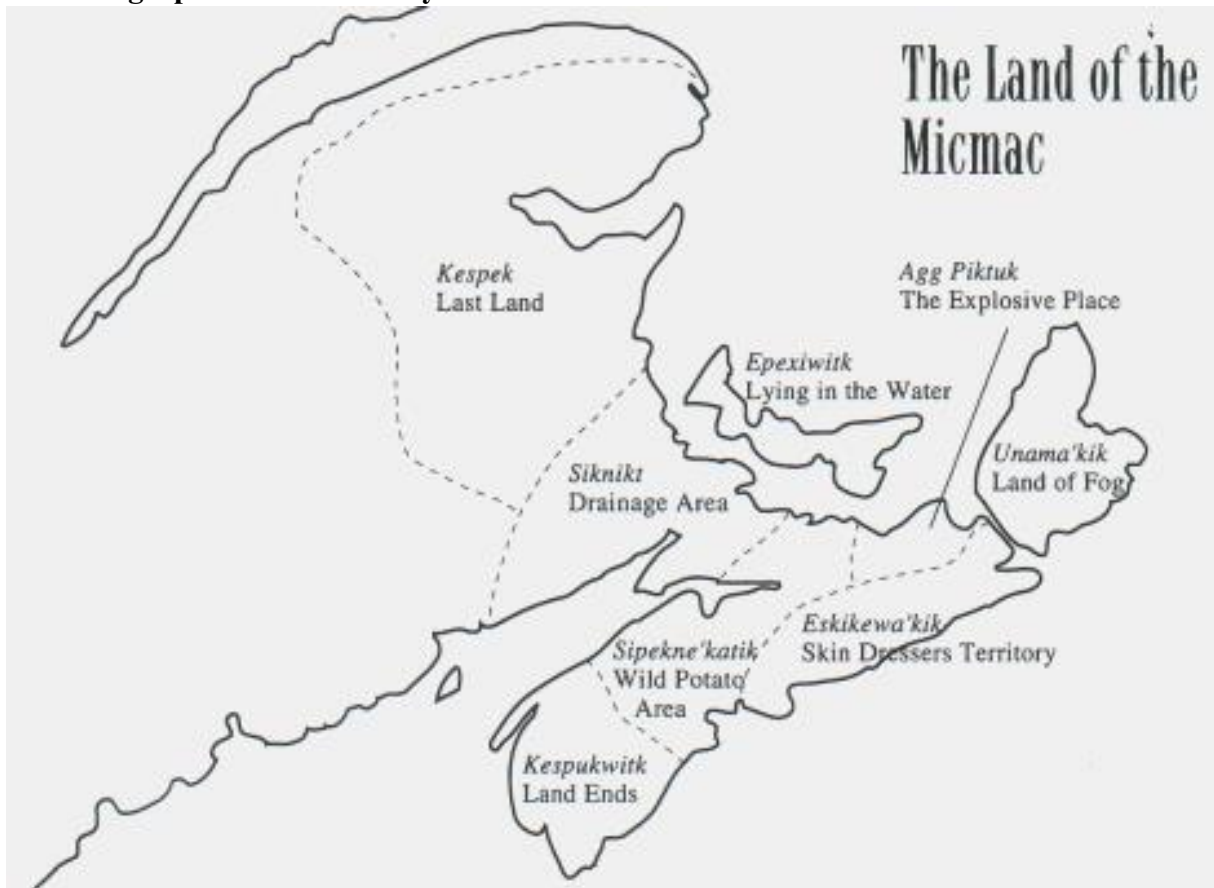 The Land of the
Micmac
Kespek
Last Land
Agg Piktuk
The Explosive Place
Epexiwitk
Lying in the Water
Unama'kik
Land of Fog
Siknikt
Drainage Area
Eskikewa'kik
Skin Dressers Territory
Sipekne'katik
Wild Potato
Area
Kespukwitk
Land Ends